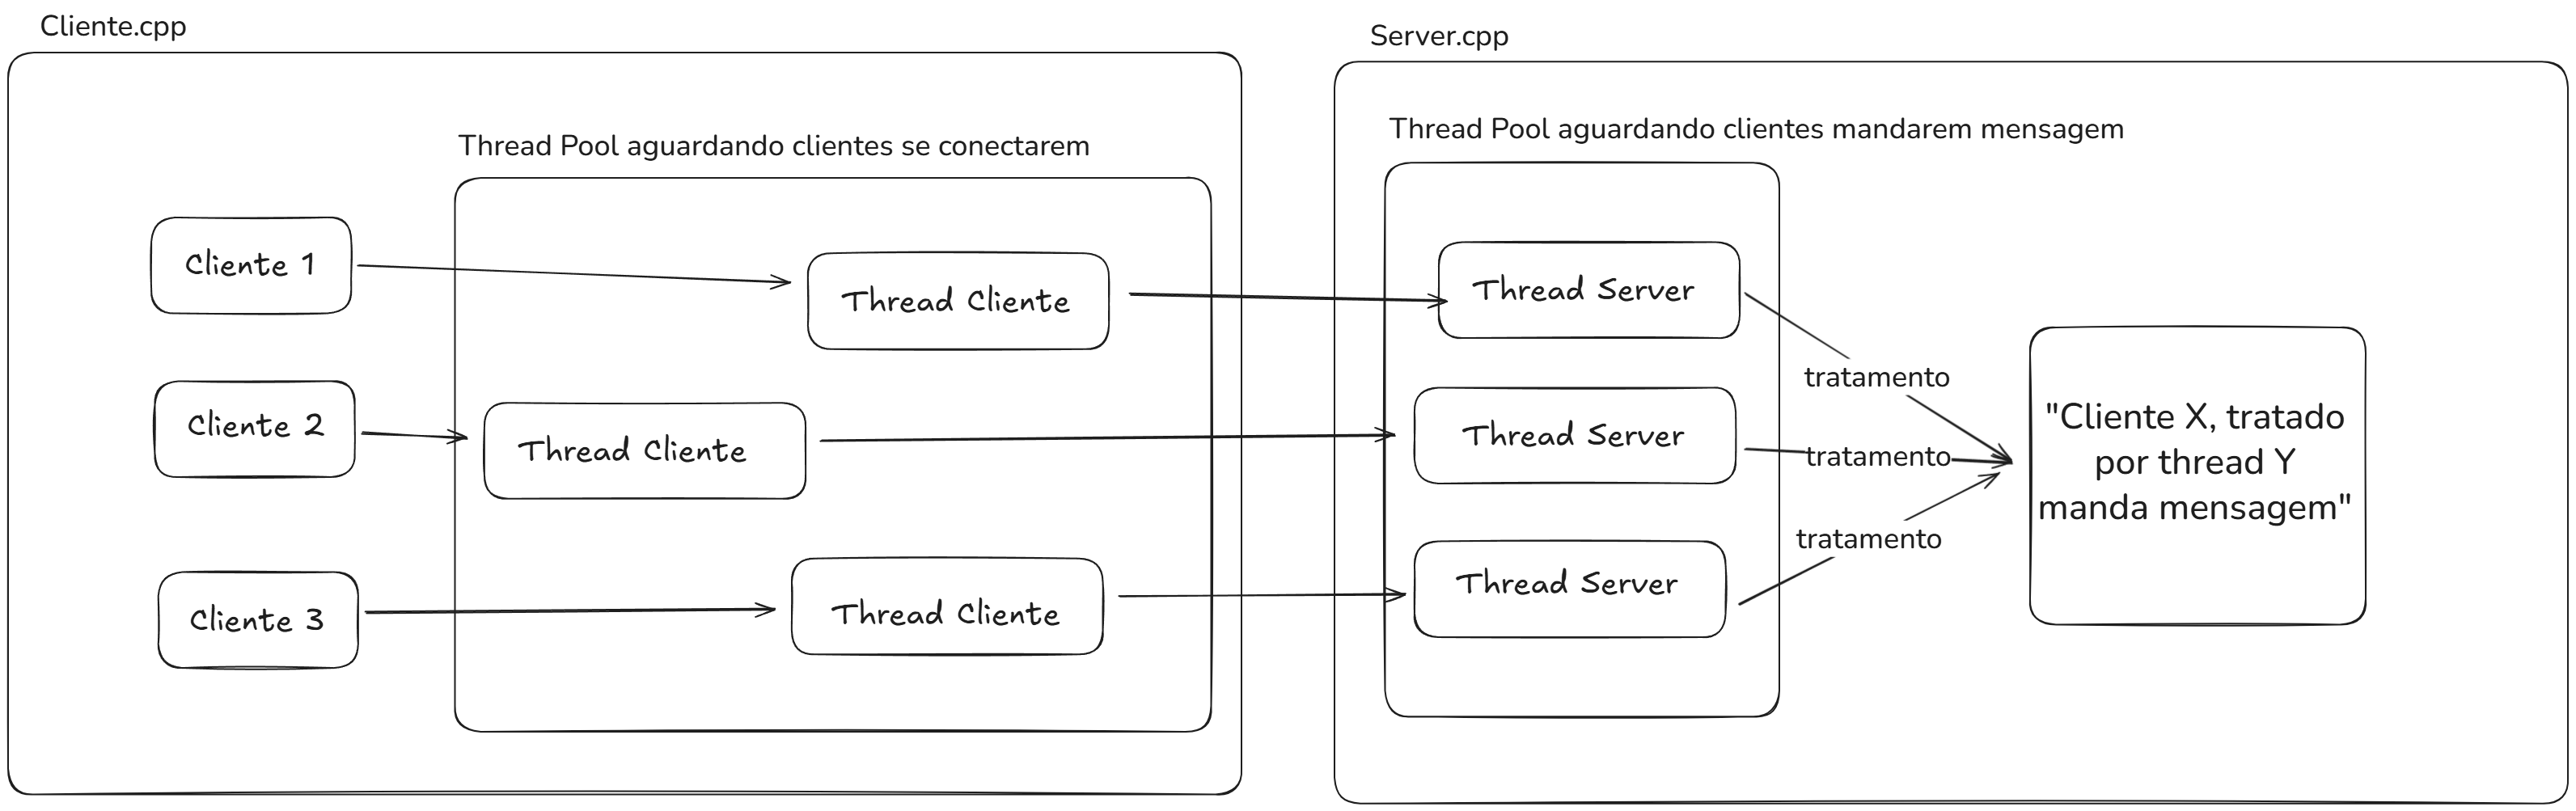 Cliente.cpp
Thread Pool aguardando clientes se conectarem
Cliente 1
Thread Cliente
Cliente 2
Thread Cliente
Cliente 3
Thread Cliente
Server.cpp
Thread Pool aguardando clientes mandarem mensagem
Thread Server
Thread Server
Thread Server
tratamento
tratamento
tratamento
"Cliente X, tratado
por thread Y
manda mensagem"